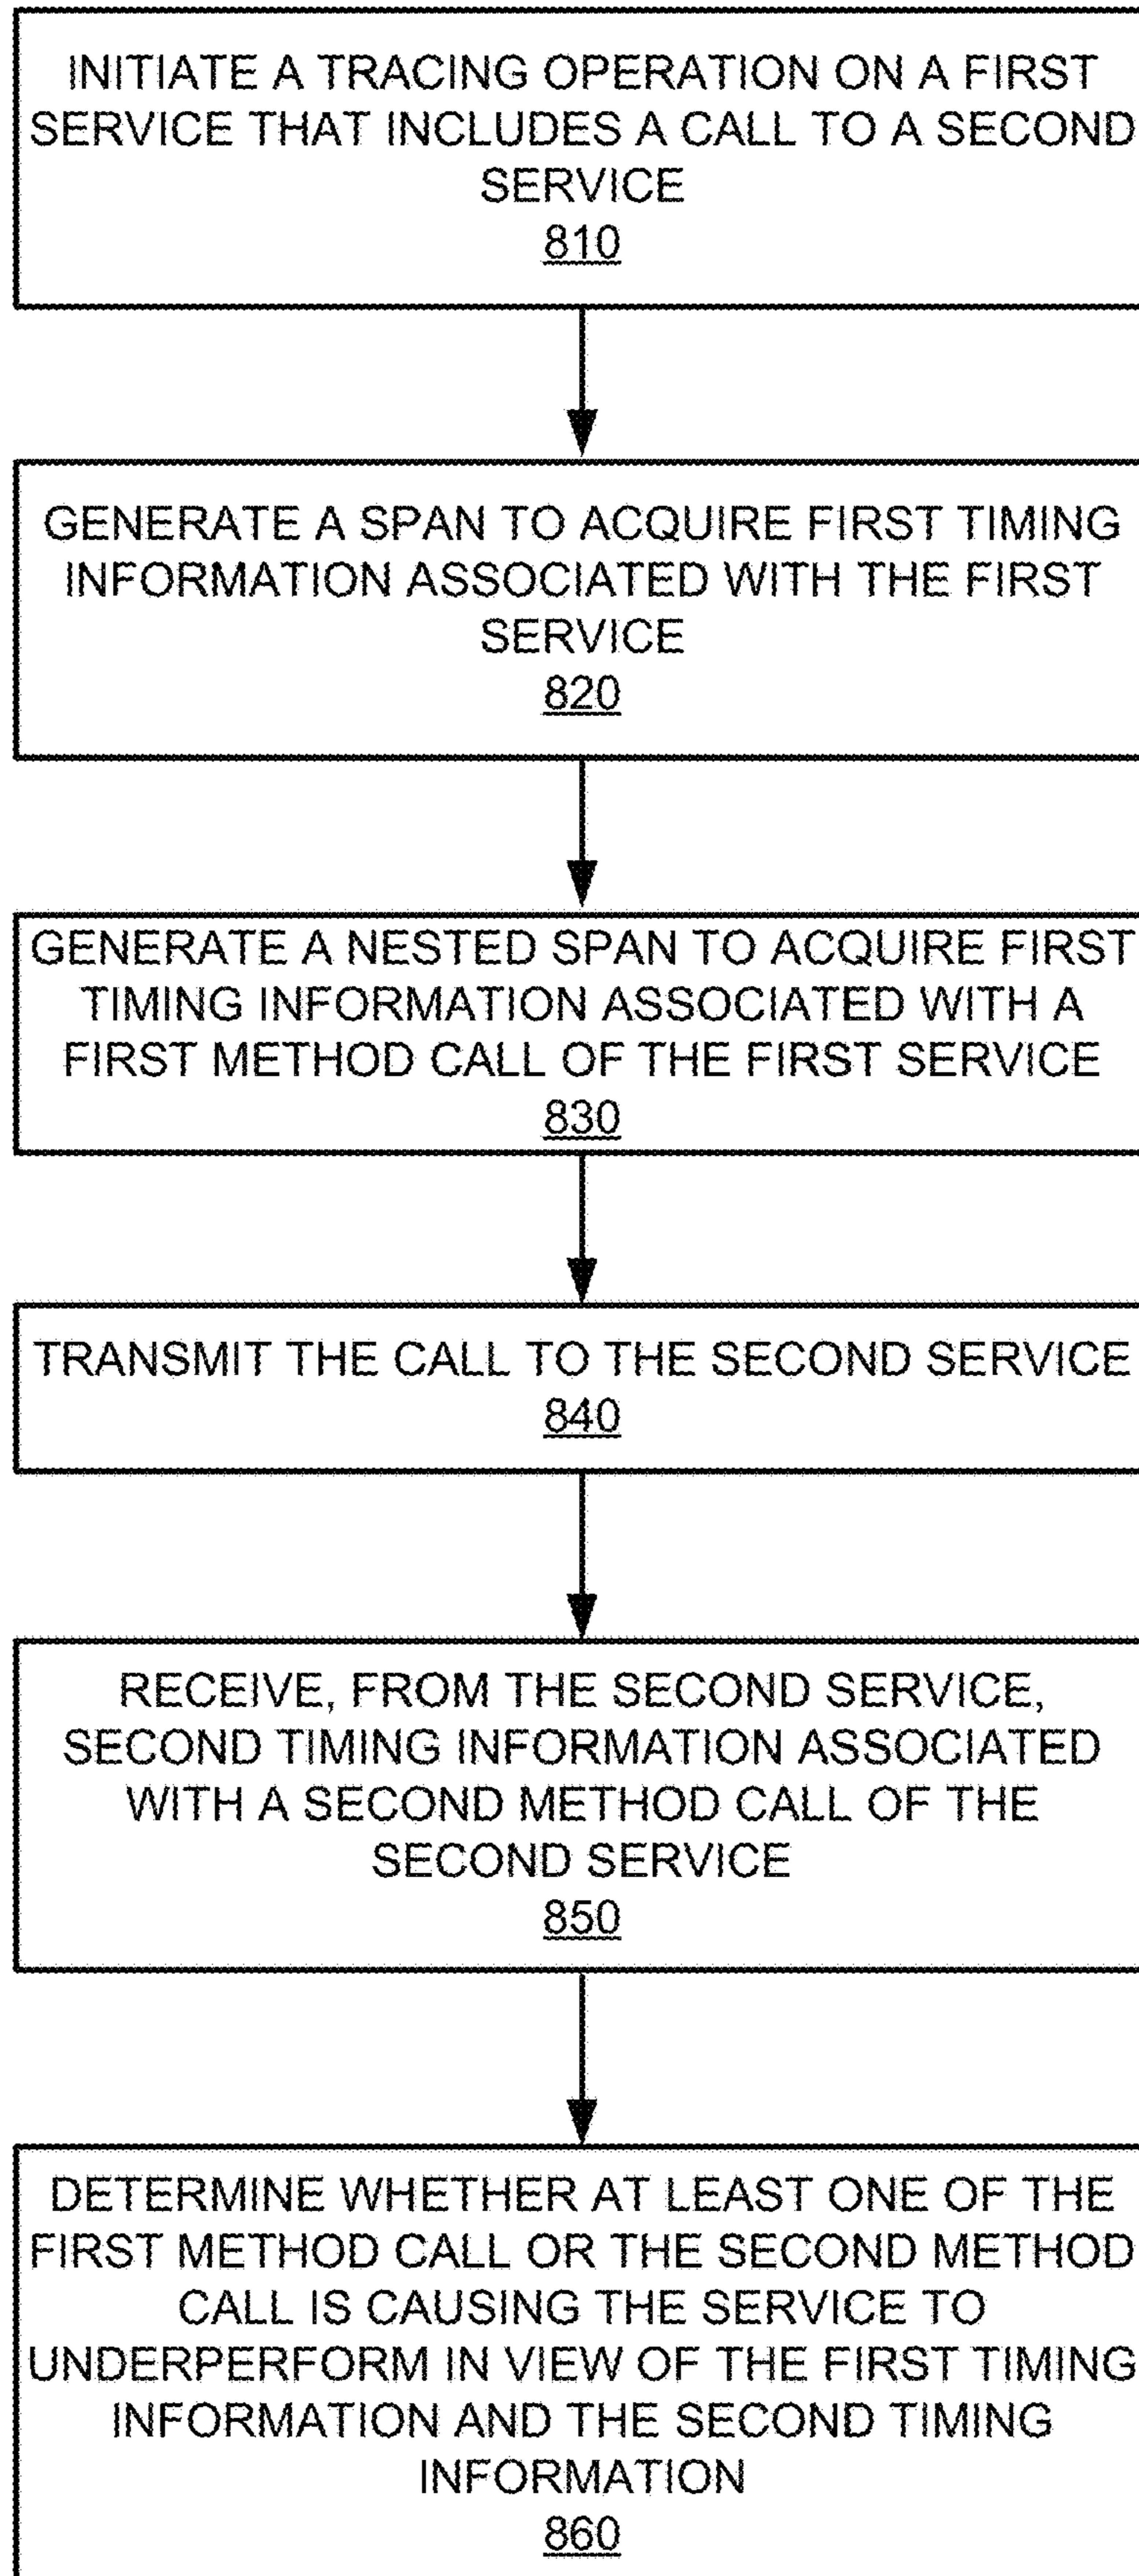 INITIATE A TRACING OPERATION ON A FIRST
SERVICE THAT INCLUDES A CALL TO A SECOND
SERVICE
810
GENERATE A SPAN TO ACQUIRE FIRST TIMING
INFORMATION ASSOCIATED WITH THE FIRST
SERVICE
820
GENERATE A NESTED SPAN TO ACQUIRE FIRST
TIMING INFORMATION ASSOCIATED WITH A
FIRST METHOD CALL OF THE FIRST SERVICE
830
TRANSMIT THE CALL TO THE SECOND SERVICE
840
RECEIVE, FROM THE SECOND SERVICE,
SECOND TIMING INFORMATION ASSOCIATED
WITH A SECOND METHOD CALL OF THE
SECOND SERVICE
850
DETERMINE WHETHER AT LEAST ONE OF THE
FIRST METHOD CALL OR THE SECOND METHOD
CALL IS CAUSING THE SERVICE TO
UNDERPERFORM IN VIEW OF THE FIRST TIMING
INFORMATION AND THE SECOND TIMING
INFORMATION
860